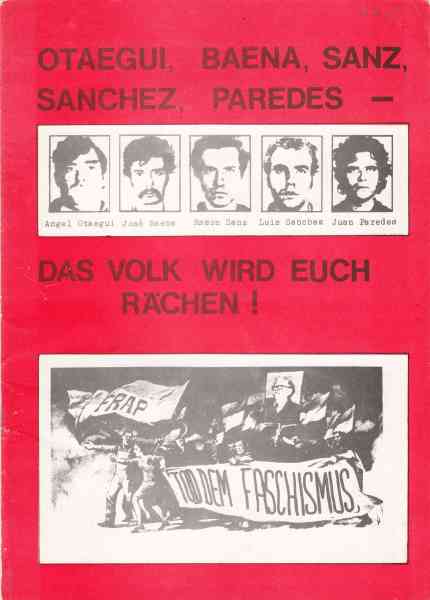 OTAEGUI, BAENA, SANZ,
SANCHEZ, PAREDES —
Angel Otaegui José Baena Ramon Sanz Luis Sanchez Juan Paredes
DAS VOLK WIRD EUCH
RÄCHEN!
FRAP
TOD DEM FASCHISMUS